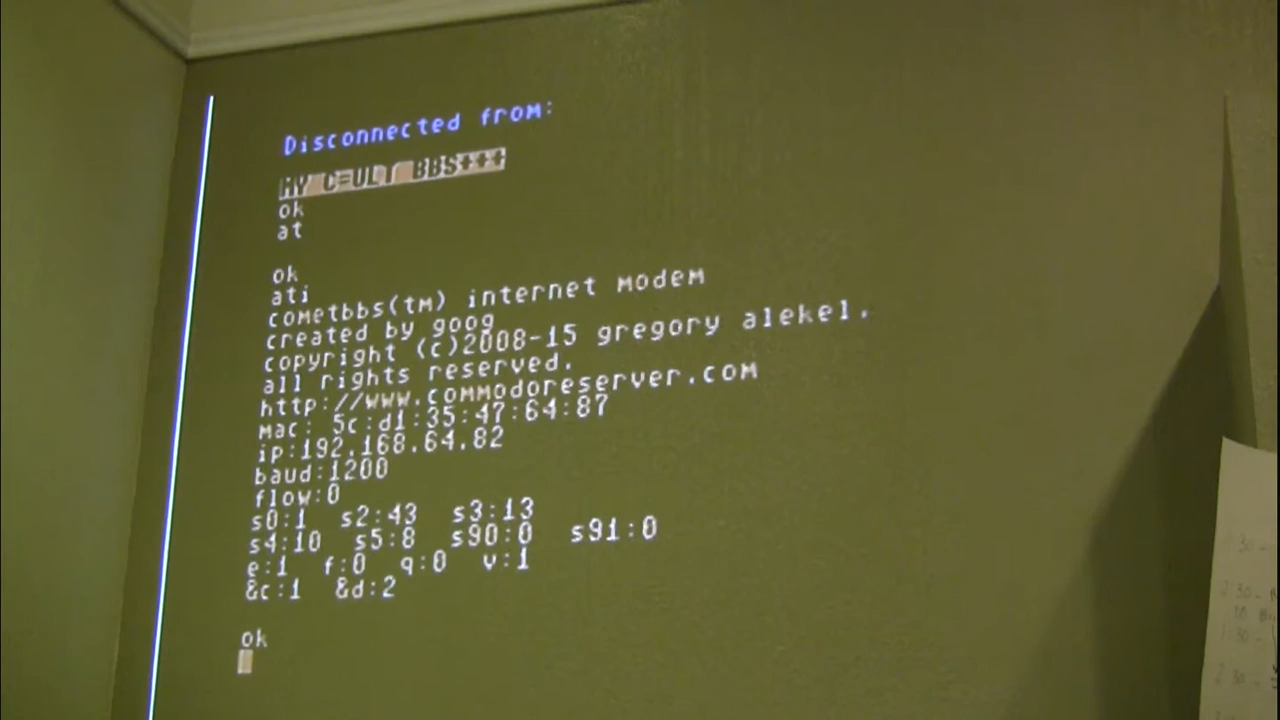 Disconnected from:
MY C=ULT BBS+++
ok
at
ok
ati
cometbbs(tm) internet modem
created by goog
copyright (c)2008-15 gregory alekel.
all rights reserved.
http://www.commodoreserver.com
mac: 5c:d1:35:47:64:87
ip:192.168.64.82
baud:1200
flow:0
s0:1 s2:43 s3:13
s4:10 s5:8 s90:0 s91:0
e:1 f:0 q:0 v:1
&c:1 &d:2
ok